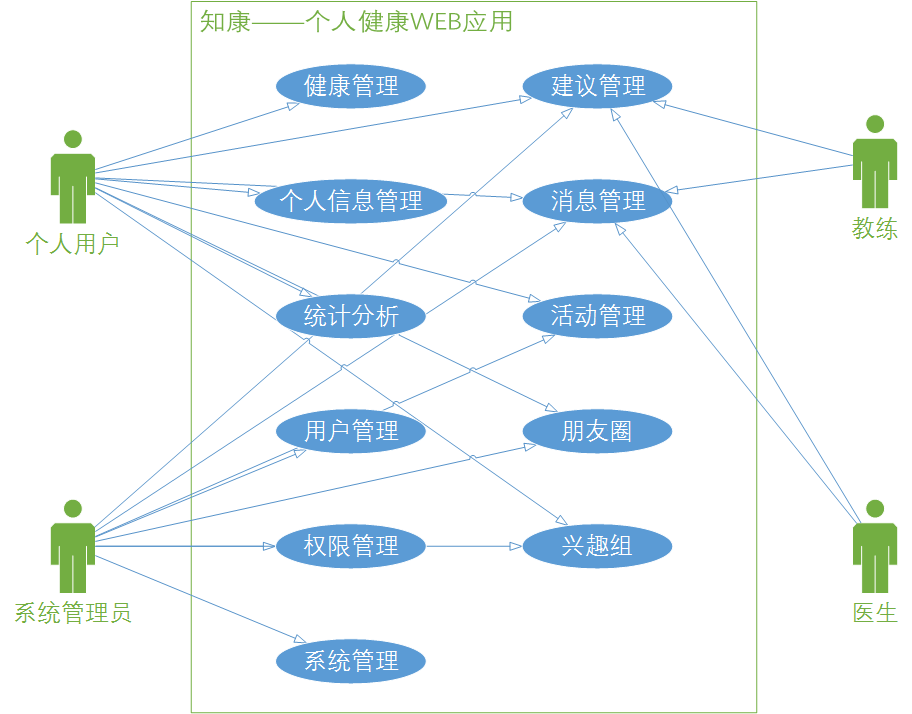 知康——个人健康WEB应用
健康管理
建议管理
个人用户
个人信息管理
消息管理
教练
统计分析
活动管理
用户管理
朋友圈
系统管理员
权限管理
兴趣组
医生
系统管理